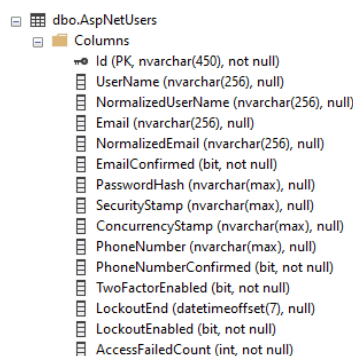 dbo.AspNetUsers
Columns
Id (PK, nvarchar(450), not null)
UserName (nvarchar(256), null)
NormalizedUserName (nvarchar(256), null)
Email (nvarchar(256), null)
NormalizedEmail (nvarchar(256), null)
EmailConfirmed (bit, not null)
PasswordHash (nvarchar(max), null)
SecurityStamp (nvarchar(max), null)
ConcurrencyStamp (nvarchar(max), null)
PhoneNumber (nvarchar(max), null)
PhoneNumberConfirmed (bit, not null)
TwoFactorEnabled (bit, not null)
LockoutEnd (datetimeoffset(7), null)
LockoutEnabled (bit, not null)
AccessFailedCount (int, not null)